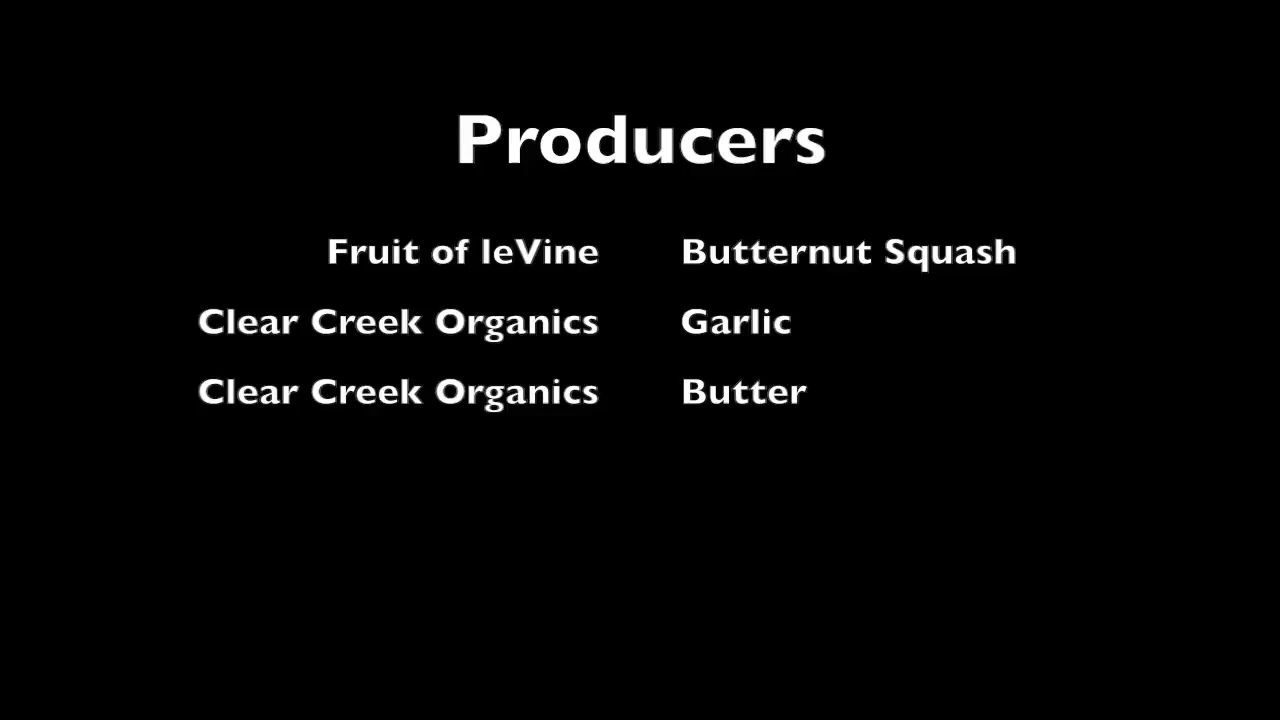 Producers
Fruit of leVine Butternut Squash
Clear Creek Organics Garlic
Clear Creek Organics Butter